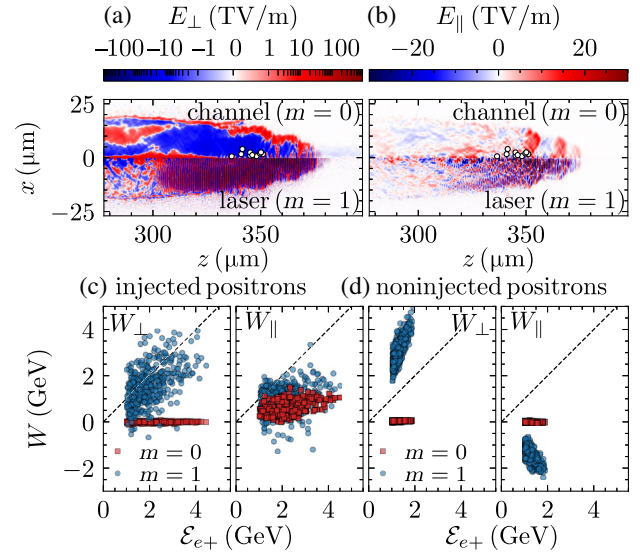 (a) E⊥ (TV/m) (b) E∥ (TV/m)
−100 −10 −1 0 1 10 100 −20 0 20
25 channel (m = 0) channel (m = 0)
x (μm) 0
−25 laser (m = 1) laser (m = 1)
300 350 300 350
z (μm) z (μm)
(c) injected positrons (d) noninjected positrons
W⊥ W∥ W⊥ W∥
4
W (GeV) 2
0
m = 0 m = 0
−2 m = 1 m = 1
0 2 4 0 2 4 0 2 4 0 2 4
ℰe+ (GeV) ℰe+ (GeV)